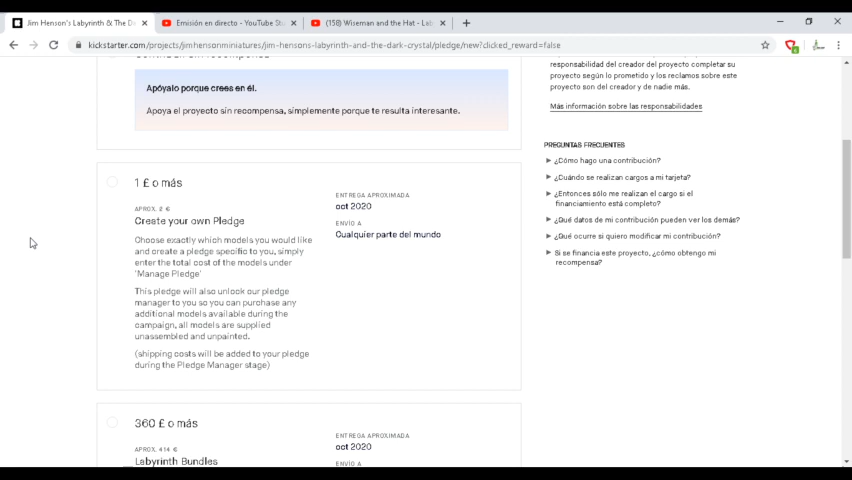 Jim Henson's Labyrinth & The Da
Emisión en directo - YouTube Stu
(158) Wiseman and the Hat - Lab
kickstarter.com/projects/jimhensonminiatures/jim-hensons-labyrinth-and-the-dark-crystal/pledge/new?clicked_reward=false
Apóyalo porque crees en él.
Apoya el proyecto sin recompensa, simplemente porque te resulta interesante.
1 £ o más
APROX. 2 €
Create your own Pledge
Choose exactly which models you would like
and create a pledge specific to you, simply
enter the total cost of the models under
'Manage Pledge'
This pledge will also unlock our pledge
manager to you so you can purchase any
additional models available during the
campaign, all models are supplied
unassembled and unpainted.
(shipping costs will be added to your pledge
during the Pledge Manager stage)
ENTREGA APROXIMADA
oct 2020
ENVÍO A
Cualquier parte del mundo
360 £ o más
APROX. 414 €
Labyrinth Bundles
ENTREGA APROXIMADA
oct 2020
ENVÍO A
responsabilidad del creador del proyecto completar su
proyecto según lo prometido y los reclamos sobre este
proyecto son del creador y de nadie más.
Más información sobre las responsabilidades
PREGUNTAS FRECUENTES
¿Cómo hago una contribución?
¿Cuándo se realizan cargos a mi tarjeta?
¿Entonces sólo me realizan el cargo si el
financiamiento está completo?
¿Qué datos de mi contribución pueden ver los demás?
¿Qué ocurre si quiero modificar mi contribución?
Si se financia este proyecto, ¿cómo obtengo mi
recompensa?